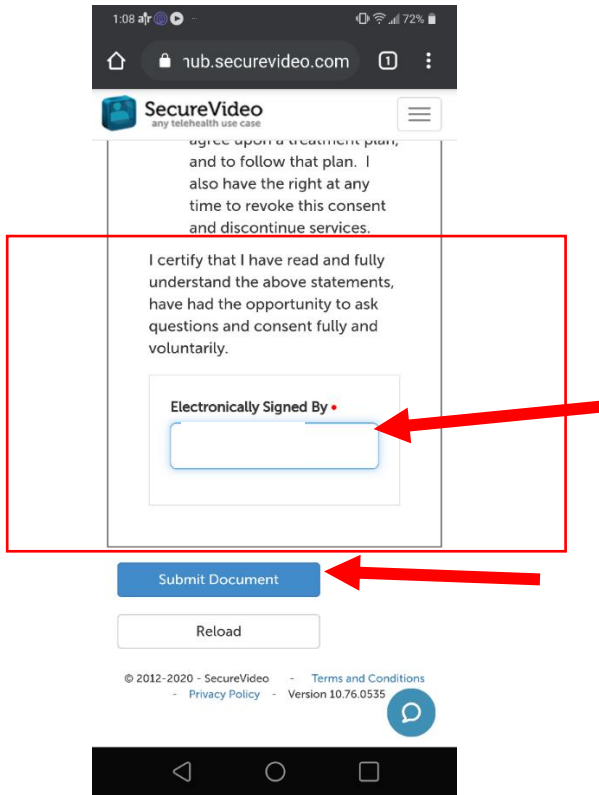 1:08 72%
hub.securevideo.com 1
SecureVideo
any telehealth use case
agree upon a treatment plan,
and to follow that plan. I
also have the right at any
time to revoke this consent
and discontinue services.
I certify that I have read and fully
understand the above statements,
have had the opportunity to ask
questions and consent fully and
voluntarily.
Electronically Signed By •
Submit Document
Reload
© 2012-2020 - SecureVideo - Terms and Conditions
- Privacy Policy - Version 10.76.0535